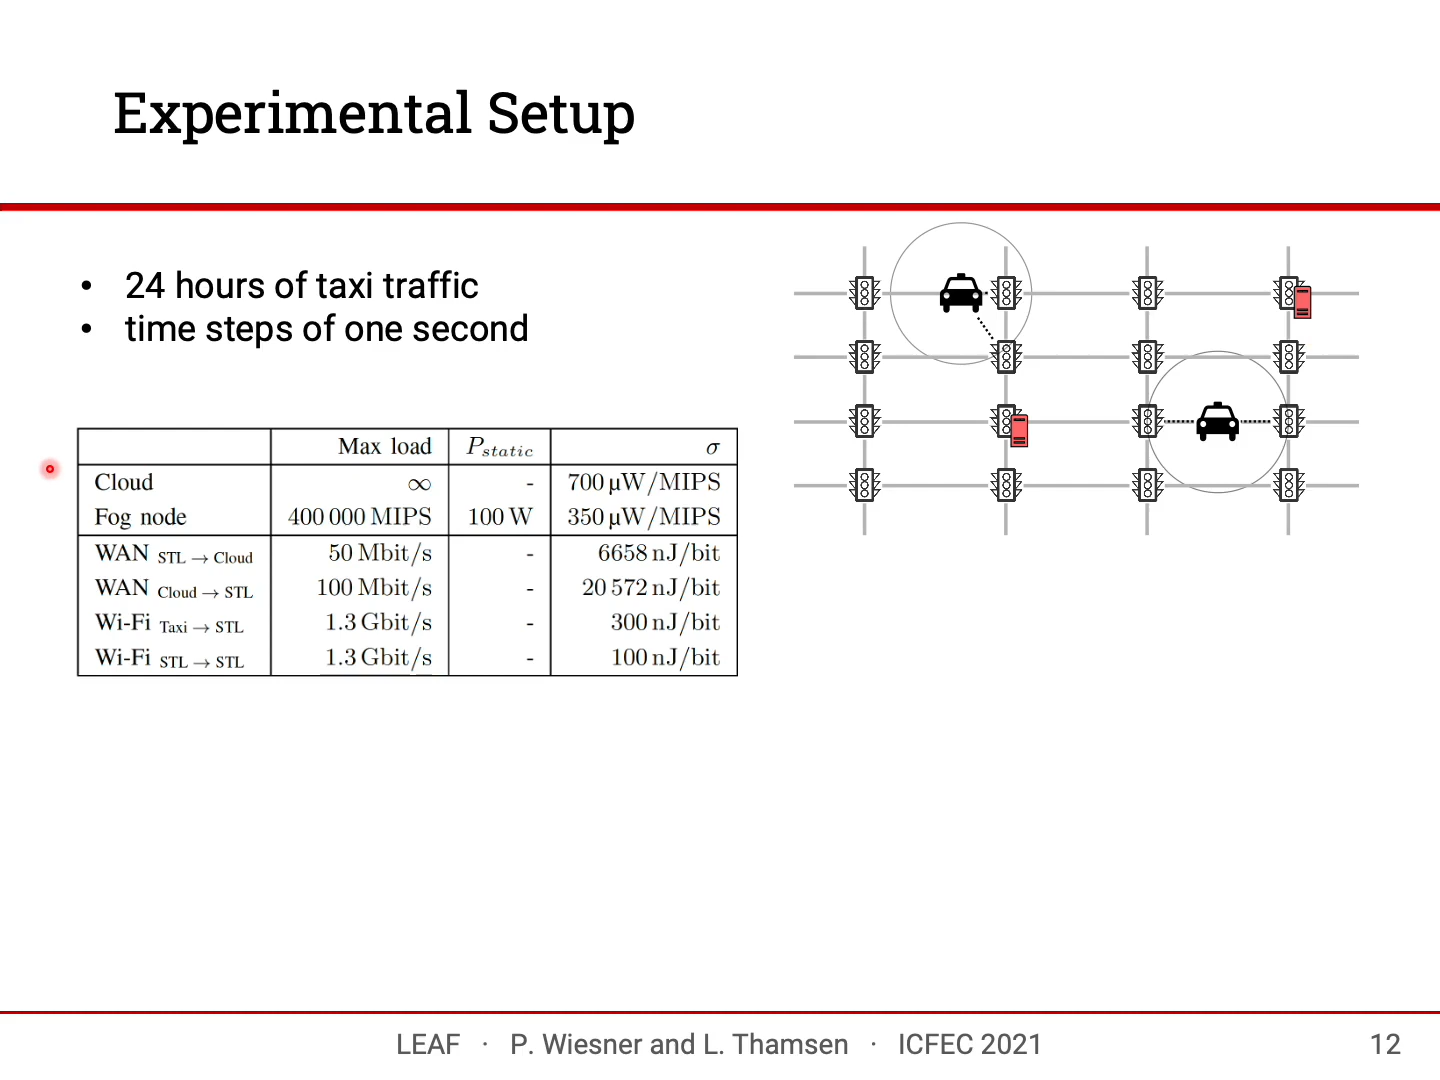 Experimental Setup
• 24 hours of taxi traffic
• time steps of one second
Max load P_static σ
Cloud ∞ - 700 µW/MIPS
Fog node 400 000 MIPS 100 W 350 µW/MIPS
WAN STL → Cloud 50 Mbit/s - 6658 nJ/bit
WAN Cloud → STL 100 Mbit/s - 20 572 nJ/bit
Wi-Fi Taxi → STL 1.3 Gbit/s - 300 nJ/bit
Wi-Fi STL → STL 1.3 Gbit/s - 100 nJ/bit
LEAF · P. Wiesner and L. Thamsen · ICFEC 2021 12